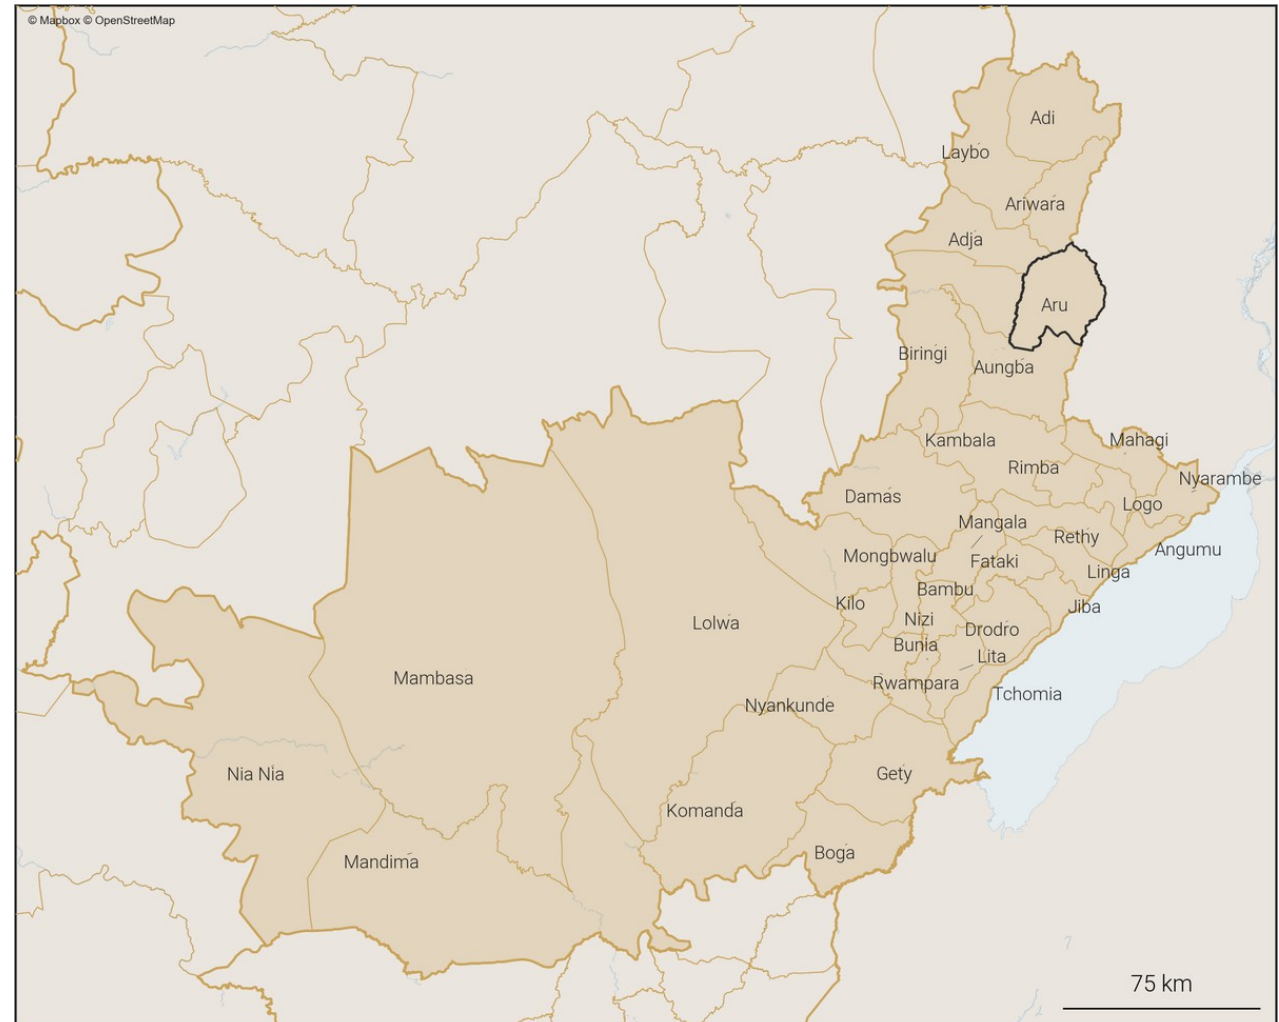 © Mapbox © OpenStreetMap
Adi
Laybo
Ariwara
Adja
Aru
Biringi
Aungba
Kambala
Mahagi
Rimba
Nyarambe
Damas
Logo
Mangala
Rethy
Angumu
Mongbwalu
Fataki
Linga
Bambu
Kilo
Jiba
Nizi
Lolwa
Drodro
Bunia
Lita
Mambasa
Rwampara
Tchomia
Nyankunde
Nia Nia
Gety
Komanda
Boga
Mandima
75 km